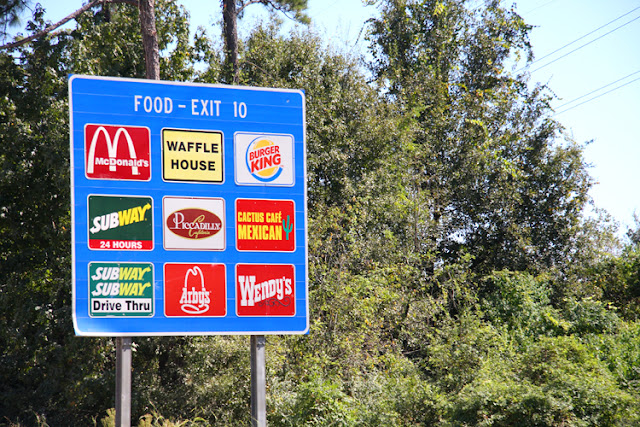 FOOD - EXIT 10
McDonald's
WAFFLE
HOUSE
BURGER
KING
SUBWAY
24 HOURS
PICCADILLY
Cafeteria
CACTUS CAFÉ
MEXICAN
SUBWAY
SUBWAY
Drive Thru
Arby's
WENDY'S